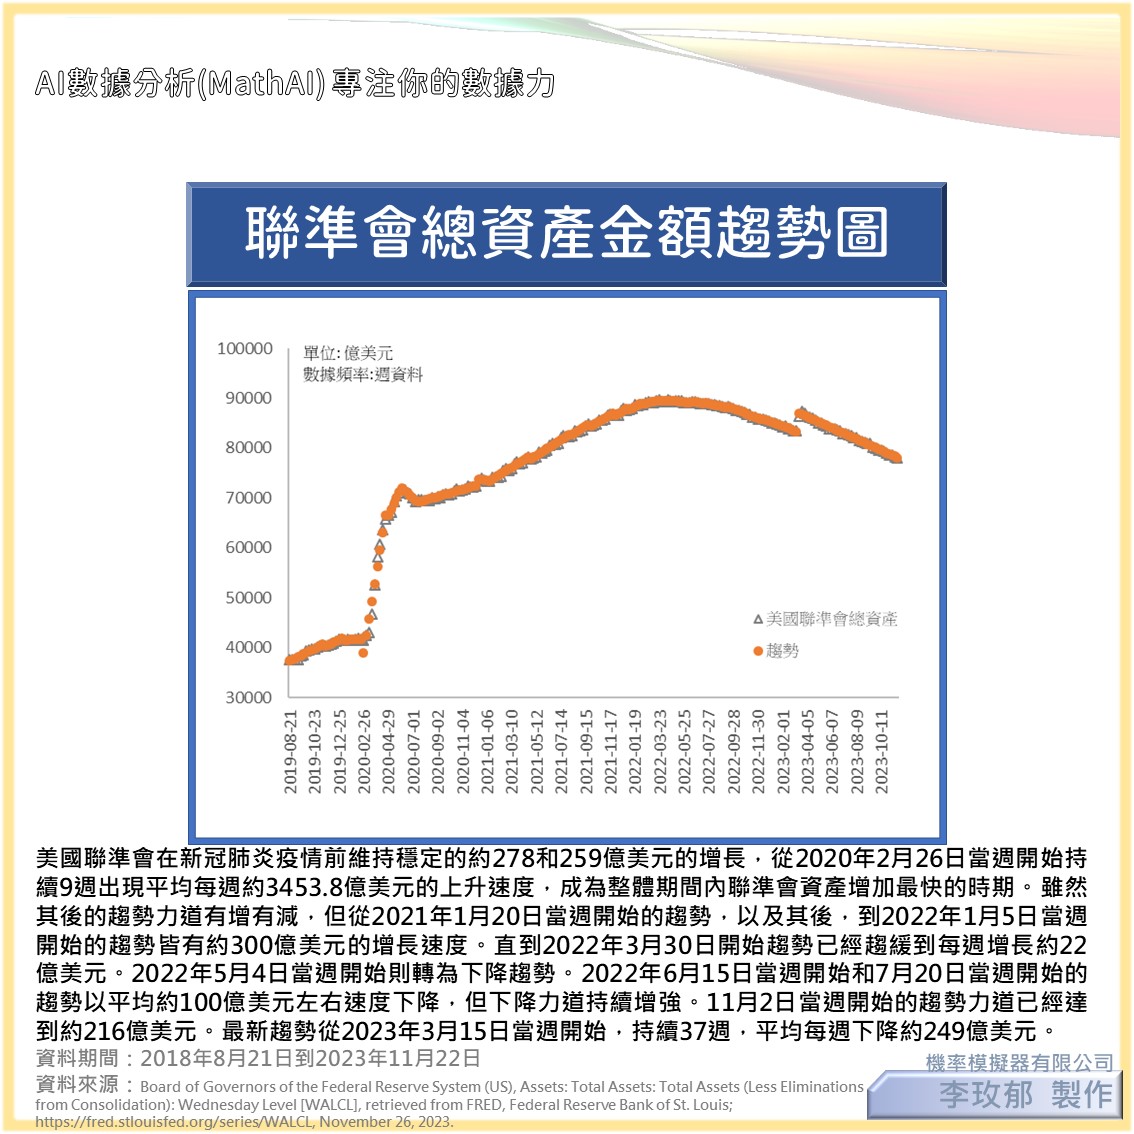 AI數據分析(MathAI) 專注你的數據力
聯準會總資產金額趨勢圖
單位: 億美元
數據頻率:週資料
100000
90000
80000
70000
60000
50000
40000
30000
美國聯準會總資產
趨勢
2019-08-21
2019-10-23
2019-12-25
2020-02-26
2020-04-29
2020-07-01
2020-09-02
2020-11-04
2021-01-06
2021-03-10
2021-05-12
2021-07-14
2021-09-15
2021-11-17
2022-01-19
2022-03-23
2022-05-25
2022-07-27
2022-09-28
2022-11-30
2023-02-01
2023-04-05
2023-06-07
2023-08-09
2023-10-11
美國聯準會在新冠肺炎疫情前維持穩定的約278和259億美元的增長，從2020年2月26日當週開始持
續9週出現平均每週約3453.8億美元的上升速度，成為整體期間內聯準會資產增加最快的時期。雖然
其後的趨勢力道有增有減，但從2021年1月20日當週開始的趨勢，以及其後，到2022年1月5日當週
開始的趨勢皆有約300億美元的增長速度。直到2022年3月30日開始趨勢已經趨緩到每週增長約22
億美元。2022年5月4日當週開始則轉為下降趨勢。2022年6月15日當週開始和7月20日當週開始的
趨勢以平均約100億美元左右速度下降，但下降力道持續增強。11月2日當週開始的趨勢力道已經達
到約216億美元。最新趨勢從2023年3月15日當週開始，持續37週，平均每週下降約249億美元。
資料期間：2018年8月21日到2023年11月22日
資料來源：Board of Governors of the Federal Reserve System (US), Assets: Total Assets: Total Assets (Less Eliminations
from Consolidation): Wednesday Level [WALCL], retrieved from FRED, Federal Reserve Bank of St. Louis;
https://fred.stlouisfed.org/series/WALCL, November 26, 2023.
機率模擬器有限公司
李玫郁 製作